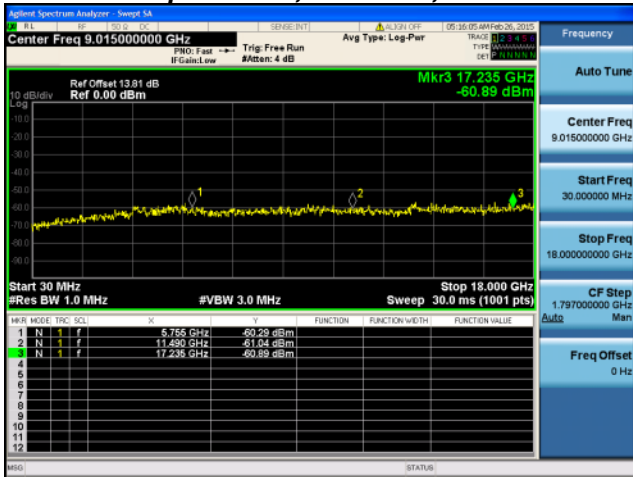 Agilent Spectrum Analyzer - Swept SA
RL RF 50 Ω DC SENSE:INT ALIGN OFF 05:16:05 AM Feb 26, 2015
Center Freq 9.015000000 GHz
PNO: Fast
IFGain:Low
Trig: Free Run
#Atten: 4 dB
Avg Type: Log-Pwr
TRACE 1 2 3 4 5 6
TYPE
DET P N N N N N
Frequency
Auto Tune
Center Freq
9.015000000 GHz
Start Freq
30.000000 MHz
Stop Freq
18.000000000 GHz
CF Step
1.797000000 GHz
Auto Man
Freq Offset
0 Hz
Mkr3 17.235 GHz
-60.89 dBm
Ref Offset 13.81 dB
10 dB/div Ref 0.00 dBm
Log
-10.0
-20.0
-30.0
-40.0
-50.0
-60.0
-70.0
-80.0
-90.0
1
2
3
Start 30 MHz Stop 18.000 GHz
#Res BW 1.0 MHz #VBW 3.0 MHz Sweep 30.0 ms (1001 pts)
MKR MODE TRC SCL X Y FUNCTION FUNCTION WIDTH FUNCTION VALUE
1 N 1 f 5.755 GHz -60.29 dBm
2 N 1 f 11.490 GHz -61.04 dBm
3 N 1 f 17.235 GHz -60.89 dBm
4
5
6
7
8
9
10
11
12
MSG STATUS